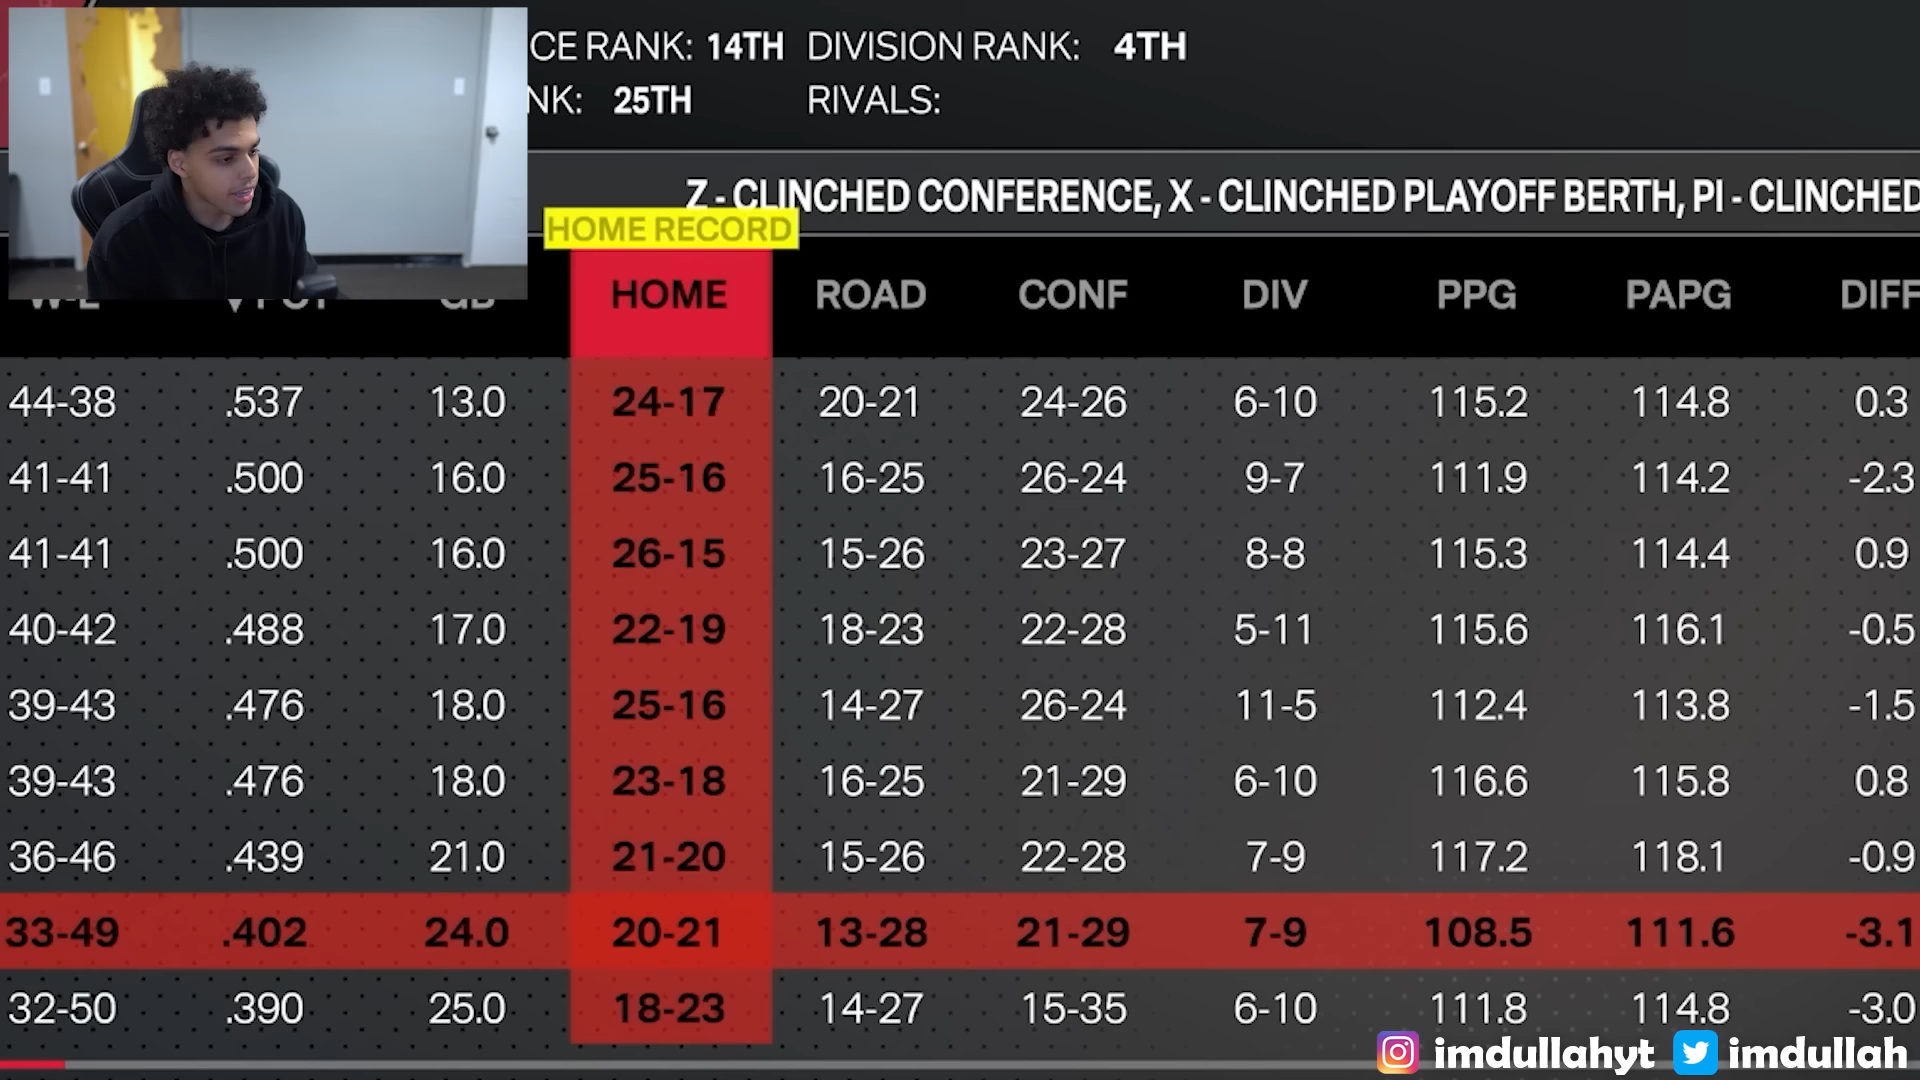 CE RANK: 14TH DIVISION RANK: 4TH
NK: 25TH RIVALS:
Z - CLINCHED CONFERENCE, X - CLINCHED PLAYOFF BERTH, PI - CLINCHED
HOME RECORD
W-L GB HOME ROAD CONF DIV PPG PAPG DIFF
44-38 .537 13.0 24-17 20-21 24-26 6-10 115.2 114.8 0.3
41-41 .500 16.0 25-16 16-25 26-24 9-7 111.9 114.2 -2.3
41-41 .500 16.0 26-15 15-26 23-27 8-8 115.3 114.4 0.9
40-42 .488 17.0 22-19 18-23 22-28 5-11 115.6 116.1 -0.5
39-43 .476 18.0 25-16 14-27 26-24 11-5 112.4 113.8 -1.5
39-43 .476 18.0 23-18 16-25 21-29 6-10 116.6 115.8 0.8
36-46 .439 21.0 21-20 15-26 22-28 7-9 117.2 118.1 -0.9
33-49 .402 24.0 20-21 13-28 21-29 7-9 108.5 111.6 -3.1
32-50 .390 25.0 18-23 14-27 15-35 6-10 111.8 114.8 -3.0
imdullahyt imdullah